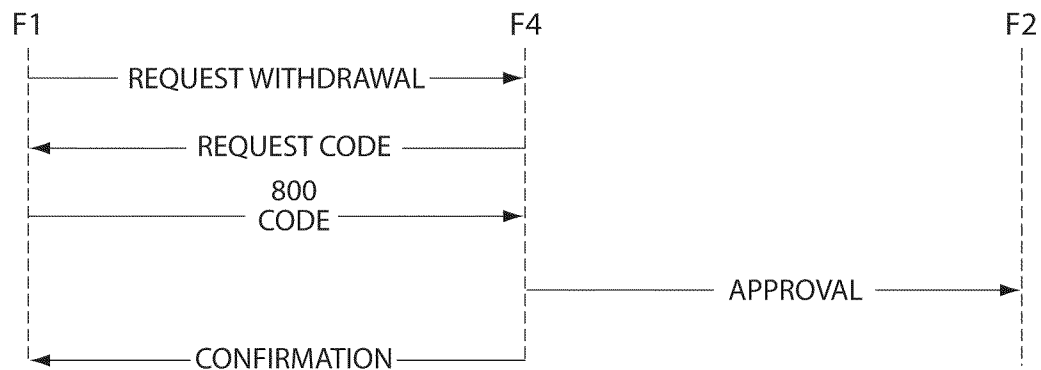 F1 F4 F2
REQUEST WITHDRAWAL
REQUEST CODE
800
CODE
APPROVAL
CONFIRMATION